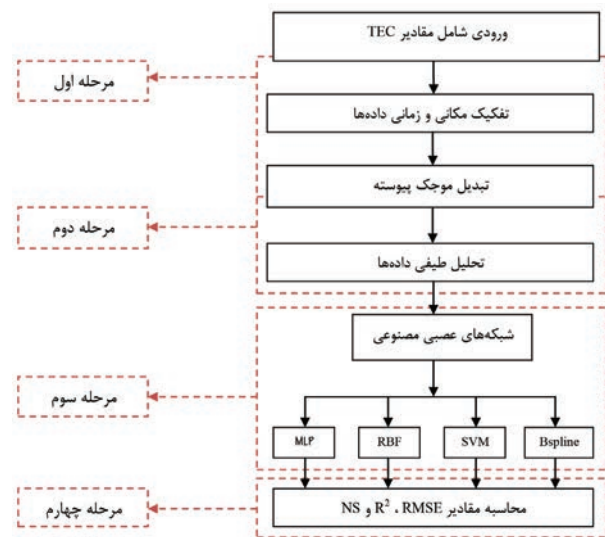 ورودی شامل مقادیر TEC
مرحله اول
تفکیک مکانی و زمانی داده‌ها
تبدیل موجک پیوسته
مرحله دوم
تحلیل طیفی داده‌ها
شبکه‌های عصبی مصنوعی
مرحله سوم
MLP
RBF
SVM
Bspline
محاسبه مقادیر RMSE ، R² و NS
مرحله چهارم